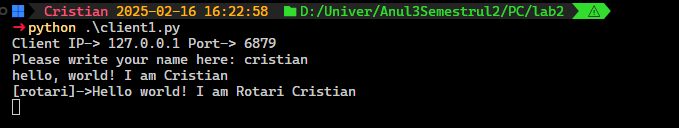 Cristian 2025-02-16 16:22:58 D:/Univer/Anul3Semestrul2/PC/lab2
→python .\client1.py
Client IP-> 127.0.0.1 Port-> 6879
Please write your name here: cristian
hello, world! I am Cristian
[rotari]->Hello world! I am Rotari Cristian